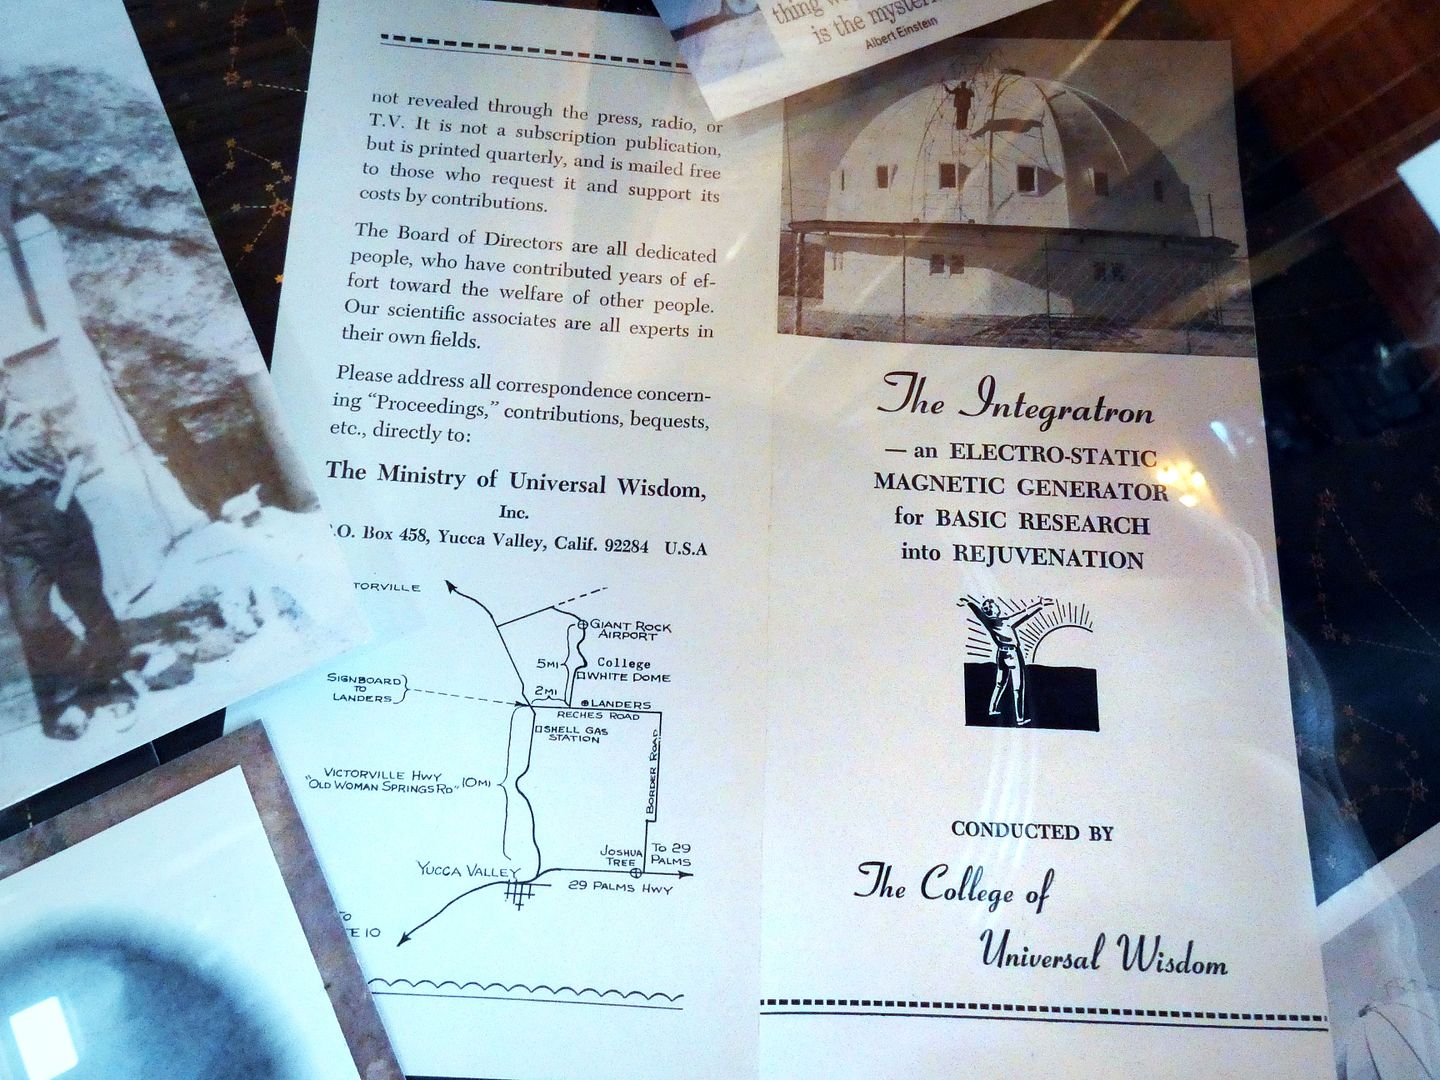 thing
is the
Albert Einstein
not revealed through the press, radio, or
T.V. It is not a subscription publication,
but is printed quarterly, and is mailed free
to those who request it and support its
costs by contributions.
The Board of Directors are all dedicated
people, who have contributed years of ef-
fort toward the welfare of other people.
Our scientific associates are all experts in
their own fields.
Please address all correspondence concern-
ing “Proceedings,” contributions, bequests,
etc., directly to:
The Ministry of Universal Wisdom,
Inc.
.O. Box 458, Yucca Valley, Calif. 92284 U.S.A
TORVILLE
GIANT ROCK
AIRPORT
5MI
College
WHITE DOME
SIGNBOARD
TO
LANDERS
2MI
LANDERS
RECHES ROAD
SHELL GAS
STATION
BORDER ROAD
VICTORVILLE HWY
"OLD WOMAN SPRINGS RD"
10MI
JOSHUA
TREE
TO 29
PALMS
YUCCA VALLEY
29 PALMS HWY
TO
E 10
The Integratron
— an ELECTRO-STATIC
MAGNETIC GENERATOR
for BASIC RESEARCH
into REJUVENATION
CONDUCTED BY
The College of
Universal Wisdom